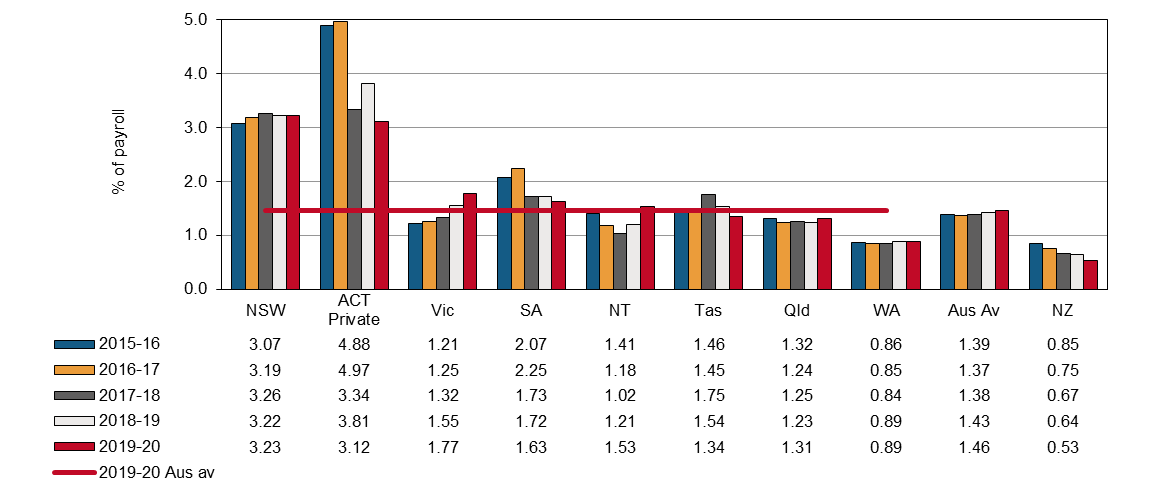 5.0
4.0
3.0
2.0
1.0
0.0
% of payroll
NSW ACT Private Vic SA NT Tas Qld WA Aus Av NZ
2015-16 3.07 4.88 1.21 2.07 1.41 1.46 1.32 0.86 1.39 0.85
2016-17 3.19 4.97 1.25 2.25 1.18 1.45 1.24 0.85 1.37 0.75
2017-18 3.26 3.34 1.32 1.73 1.02 1.75 1.25 0.84 1.38 0.67
2018-19 3.22 3.81 1.55 1.72 1.21 1.54 1.23 0.89 1.43 0.64
2019-20 3.23 3.12 1.77 1.63 1.53 1.34 1.31 0.89 1.46 0.53
2019-20 Aus av